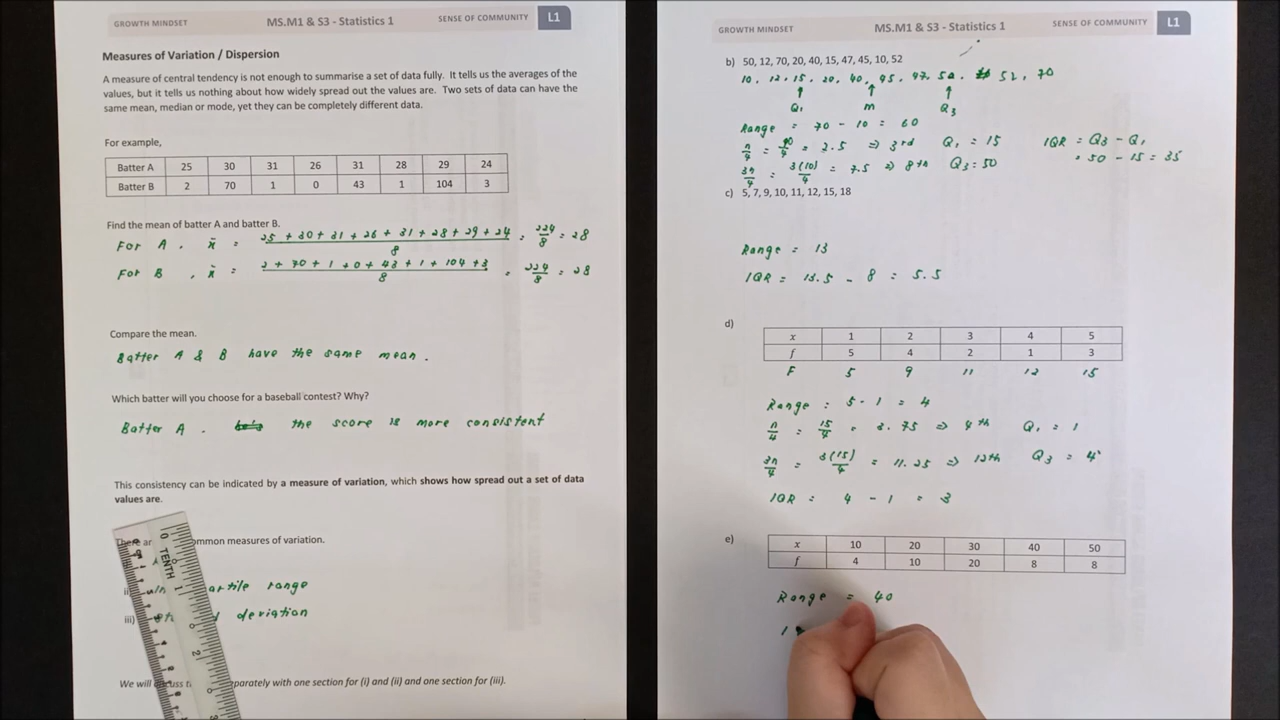 GROWTH MINDSET MS.M1 & S3 - Statistics 1 SENSE OF COMMUNITY L1
Measures of Variation / Dispersion
A measure of central tendency is not enough to summarise a set of data fully. It tells us the averages of the
values, but it tells us nothing about how widely spread out the values are. Two sets of data can have the
same mean, median or mode, yet they can be completely different data.
For example,
Batter A 25 30 31 26 31 28 29 24
Batter B 2 70 1 0 43 1 104 3
Find the mean of batter A and batter B.
For A, x̄ = 25 + 30 + 31 + 26 + 31 + 28 + 29 + 24 / 8 = 224/8 = 28
For B, x̄ = 2 + 70 + 1 + 0 + 43 + 1 + 104 + 3 / 8 = 224/8 = 28
Compare the mean.
Batter A & B have the same mean.
Which batter will you choose for a baseball contest? Why?
Batter A. the score is more consistent
This consistency can be indicated by a measure of variation, which shows how spread out a set of data
values are.
There ar ommon measures of variation.
artile range
iii) deviation
We will parately with one section for (i) and (ii) and one section for (iii).
TENTH
GROWTH MINDSET MS.M1 & S3 - Statistics 1 SENSE OF COMMUNITY L1
b) 50, 12, 70, 20, 40, 15, 47, 45, 10, 52
10, 12, 15, 20, 40, 45, 47, 50, 52, 70
Q1 m Q3
Range = 70 - 10 = 60
n/4 = 10/4 = 2.5 ⇒ 3rd Q1 = 15 IQR = Q3 - Q1
3n/4 = 3(10)/4 = 7.5 ⇒ 8th Q3 = 50 = 50 - 15 = 35
c) 5, 7, 9, 10, 11, 12, 15, 18
Range = 13
IQR = 13.5 - 8 = 5.5
d)
x 1 2 3 4 5
f 5 4 2 1 3
F 5 9 11 12 15
Range = 5 - 1 = 4
n/4 = 15/4 = 3.75 ⇒ 4th Q1 = 1
3n/4 = 3(15)/4 = 11.25 ⇒ 12th Q3 = 4
IQR = 4 - 1 = 3
e)
x 10 20 30 40 50
f 4 10 20 8 8
Range = 40